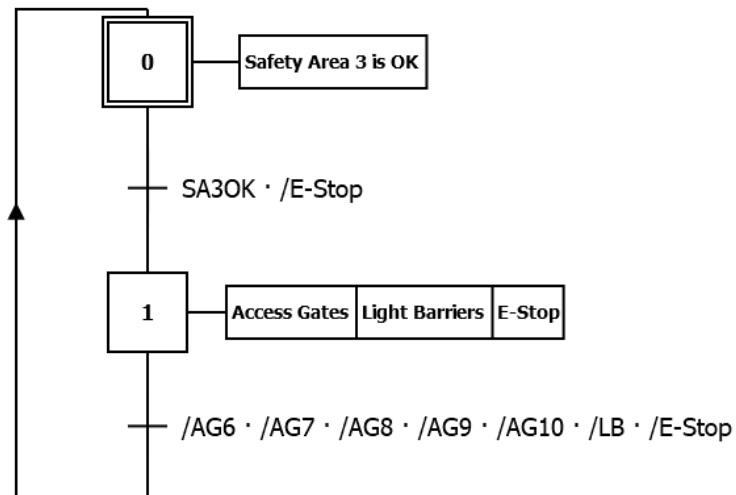 0
Safety Area 3 is OK
SA3OK · /E-Stop
1
Access Gates Light Barriers E-Stop
/AG6 · /AG7 · /AG8 · /AG9 · /AG10 · /LB · /E-Stop